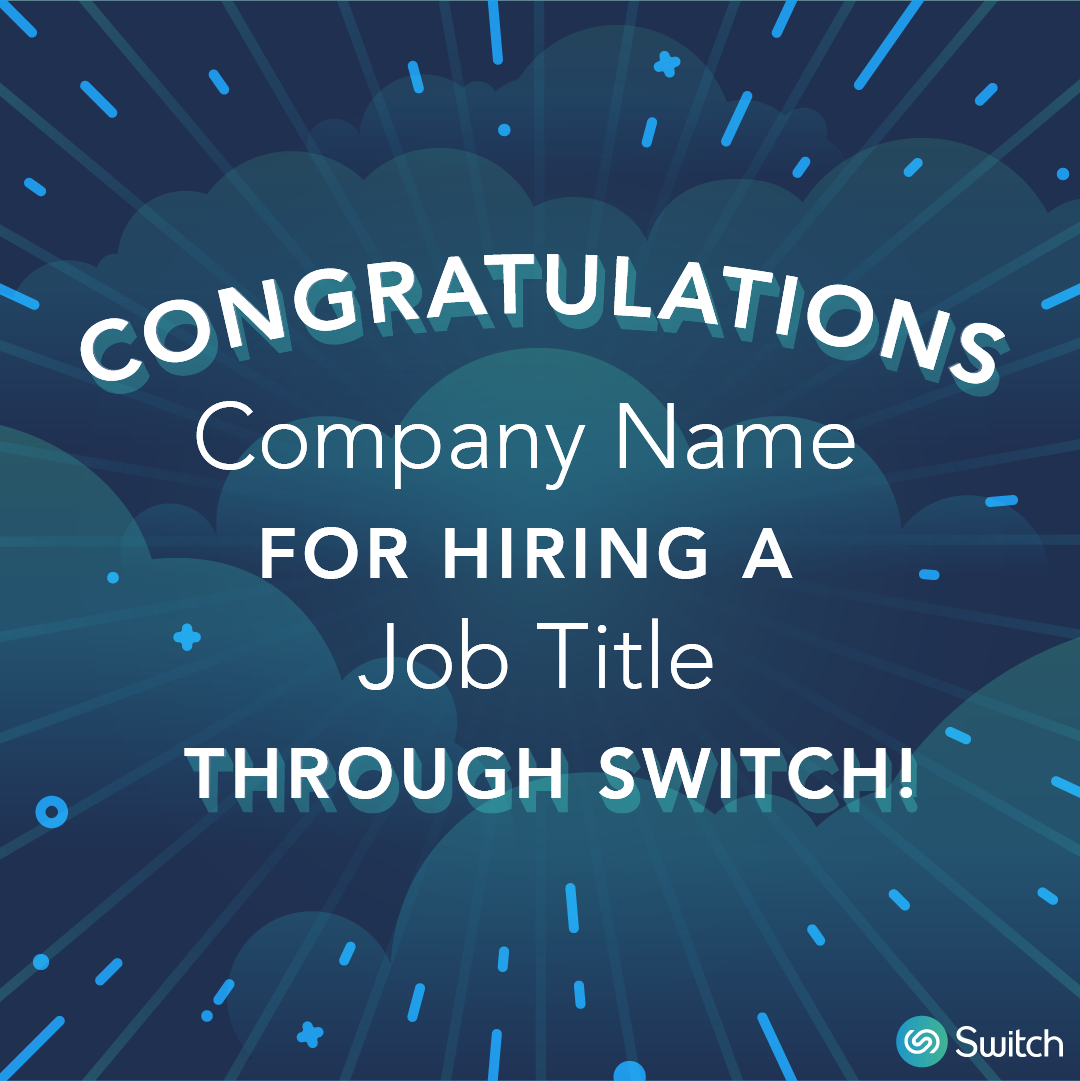 CONGRATULATIONS
Company Name
FOR HIRING A
Job Title
THROUGH SWITCH!
Switch